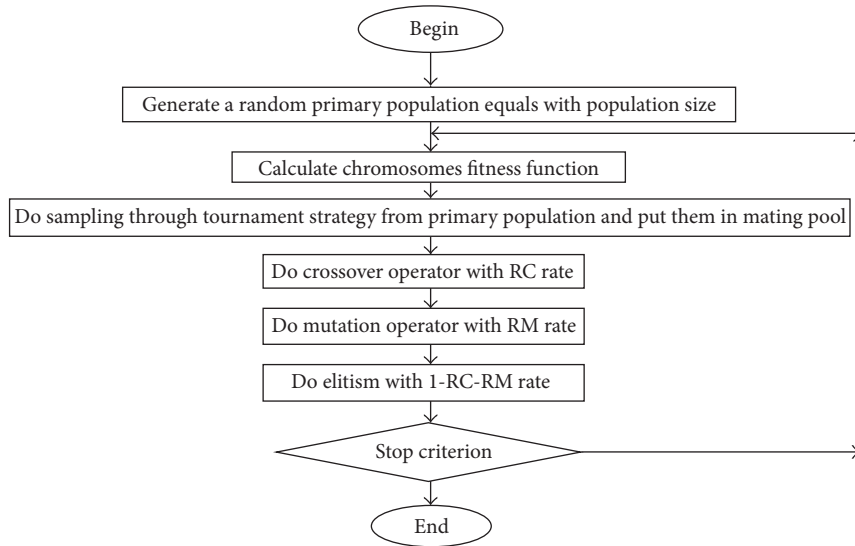 Begin
Generate a random primary population equals with population size
Calculate chromosomes fitness function
Do sampling through tournament strategy from primary population and put them in mating pool
Do crossover operator with RC rate
Do mutation operator with RM rate
Do elitism with 1-RC-RM rate
Stop criterion
End